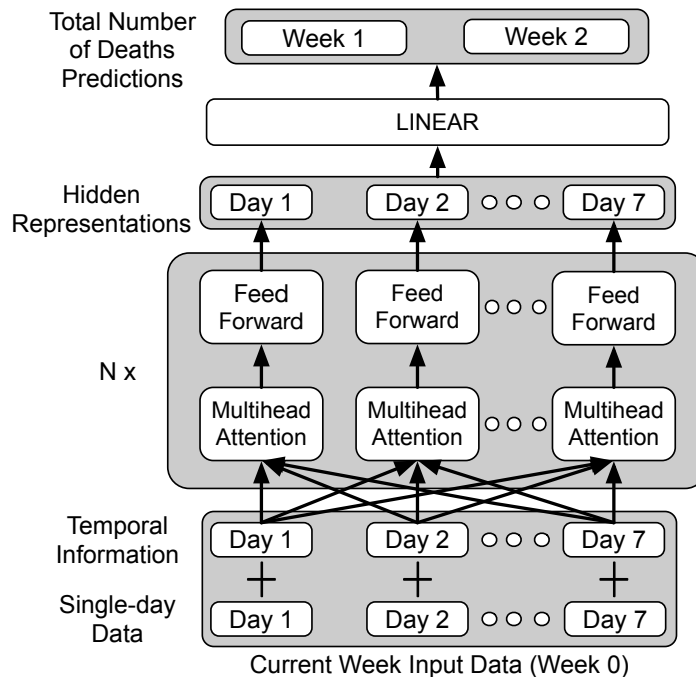 Total Number
of Deaths
Predictions
Week 1
Week 2
LINEAR
Hidden
Representations
Day 1
Day 2
Day 7
N x
Feed
Forward
Feed
Forward
Feed
Forward
Multihead
Attention
Multihead
Attention
Multihead
Attention
Temporal
Information
Day 1
Day 2
Day 7
+ + +
Single-day
Data
Day 1
Day 2
Day 7
Current Week Input Data (Week 0)